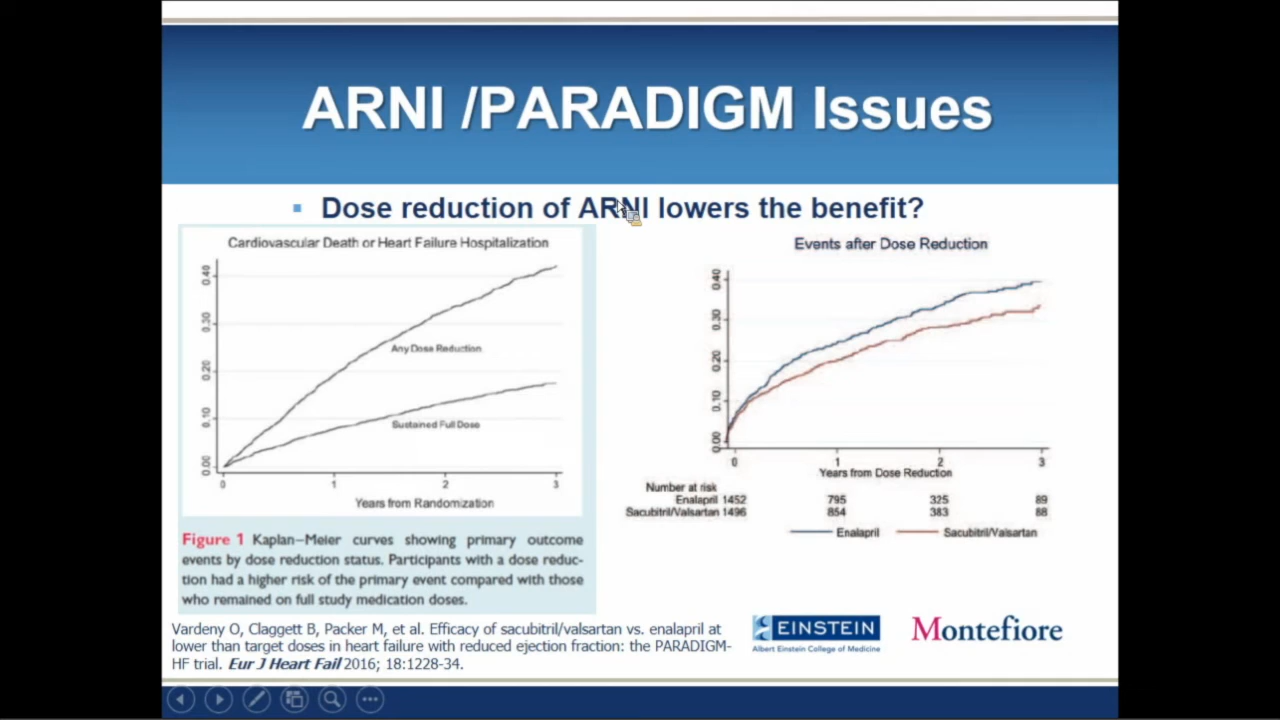 ARNI /PARADIGM Issues
Dose reduction of ARNI lowers the benefit?
Cardiovascular Death or Heart Failure Hospitalization
0.40
0.30
0.20
0.10
0.00
Any Dose Reduction
Sustained Full Dose
0 1 2 3
Years from Randomization
Figure 1 Kaplan–Meier curves showing primary outcome
events by dose reduction status. Participants with a dose reduc-
tion had a higher risk of the primary event compared with those
who remained on full study medication doses.
Events after Dose Reduction
0.40
0.30
0.20
0.10
0.00
0 1 2 3
Years from Dose Reduction
Number at risk
Enalapril 1452 795 325 89
Sacubitril/Valsartan 1496 854 383 88
Enalapril Sacubitril/Valsartan
Vardeny O, Claggett B, Packer M, et al. Efficacy of sacubitril/valsartan vs. enalapril at
lower than target doses in heart failure with reduced ejection fraction: the PARADIGM-
HF trial. Eur J Heart Fail 2016; 18:1228-34.
EINSTEIN
Albert Einstein College of Medicine
Montefiore